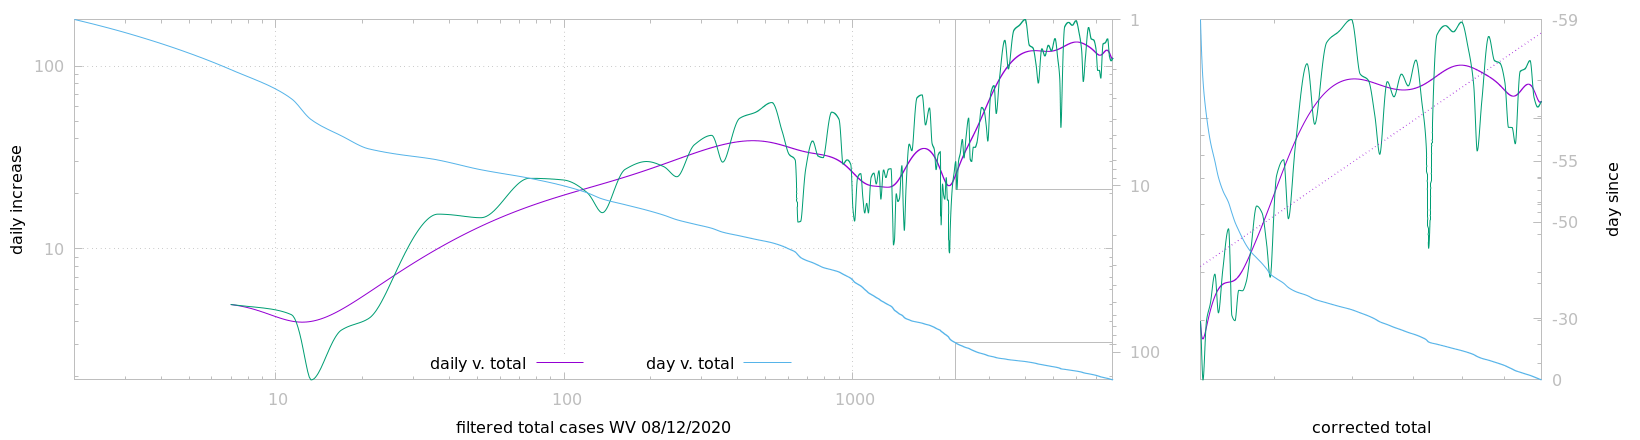 daily increase
100
10
daily v. total
day v. total
10
100
1000
filtered total cases WV 08/12/2020
1
10
100
-59
-55
-50
-30
0
day since
corrected total